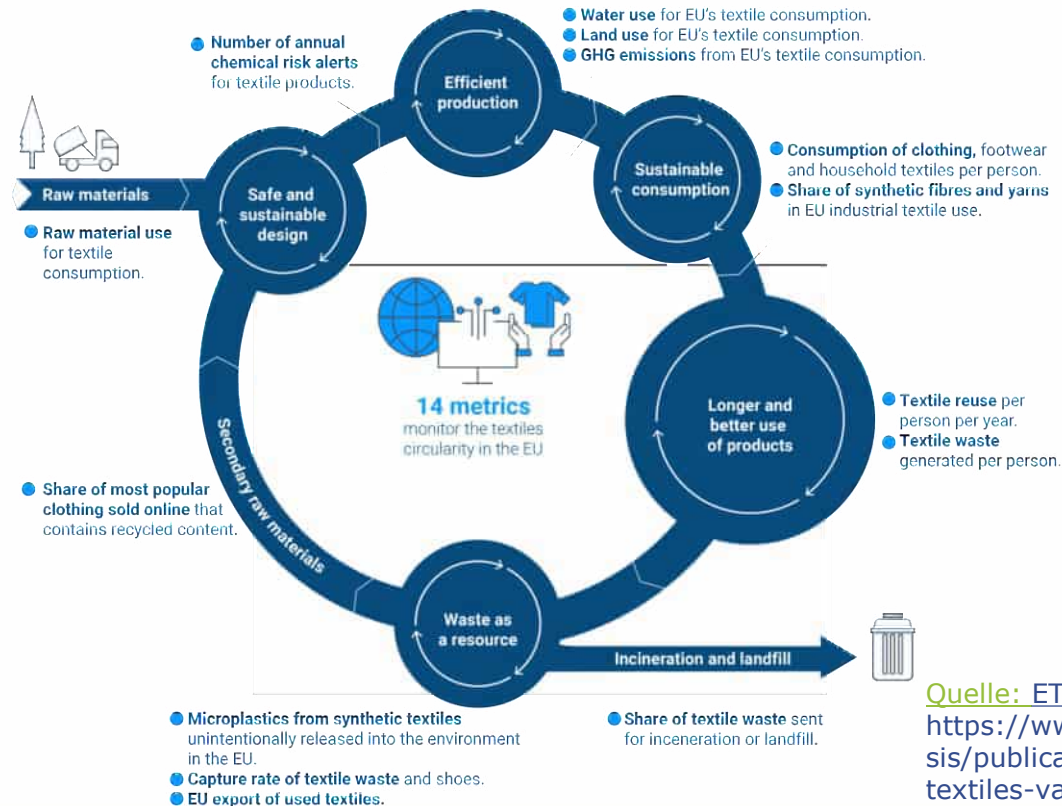 Water use for EU's textile consumption.
Land use for EU's textile consumption.
GHG emissions from EU's textile consumption.
Number of annual
chemical risk alerts
for textile products.
Efficient
production
Sustainable
consumption
Consumption of clothing, footwear
and household textiles per person.
Share of synthetic fibres and yarns
in EU industrial textile use.
Raw materials
Safe and
sustainable
design
Raw material use
for textile
consumption.
14 metrics
monitor the textiles
circularity in the EU
Longer and
better use
of products
Textile reuse per
person per year.
Textile waste
generated per person.
Secondary raw materials
Share of most popular
clothing sold online that
contains recycled content.
Waste as
a resource
Incineration and landfill
Microplastics from synthetic textiles
unintentionally released into the environment
in the EU.
Capture rate of textile waste and shoes.
EU export of used textiles.
Share of textile waste sent
for inceneration or landfill.
Quelle: ET
https://ww
sis/publica
textiles-va